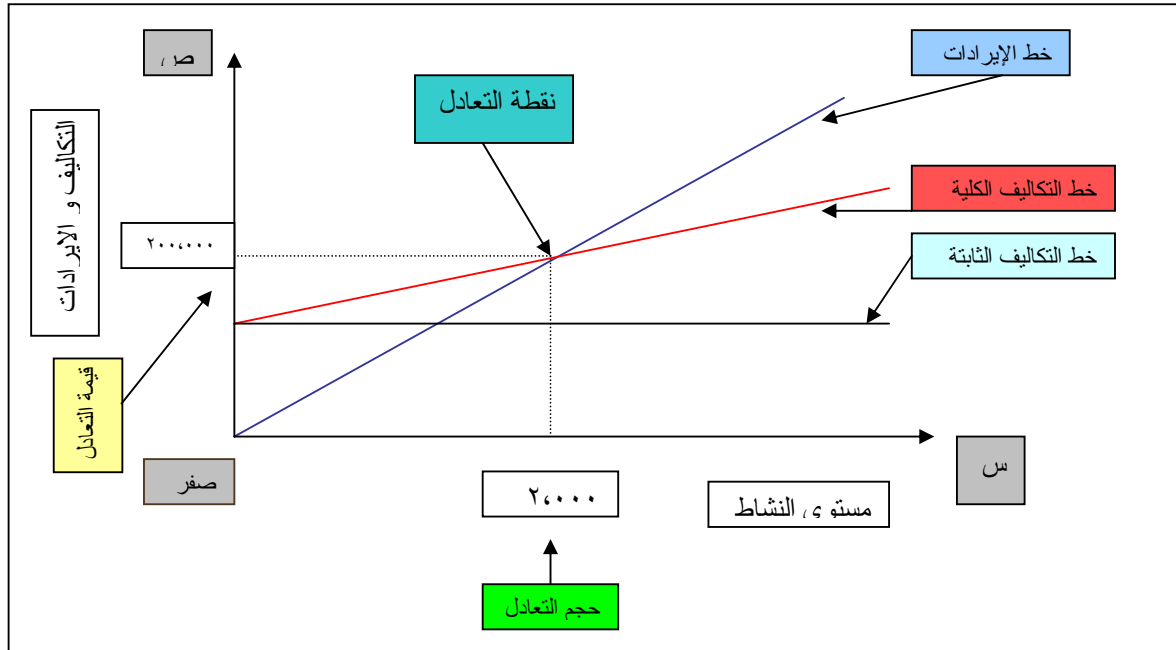 ص
خط الإيرادات
نقطة التعادل
التكاليف و الايرادات
خط التكاليف الكلية
٢٠٠،٠٠٠
خط التكاليف الثابتة
قيمة التعادل
صفر
س
٢،٠٠٠
مستوى النشاط
حجم التعادل